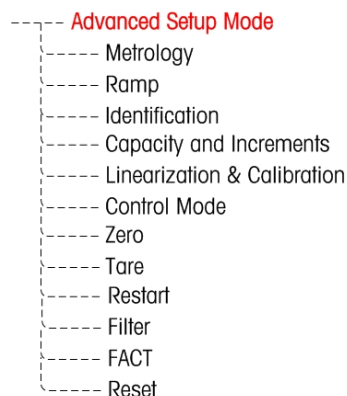 Advanced Setup Mode
Metrology
Ramp
Identification
Capacity and Increments
Linearization & Calibration
Control Mode
Zero
Tare
Restart
Filter
FACT
Reset